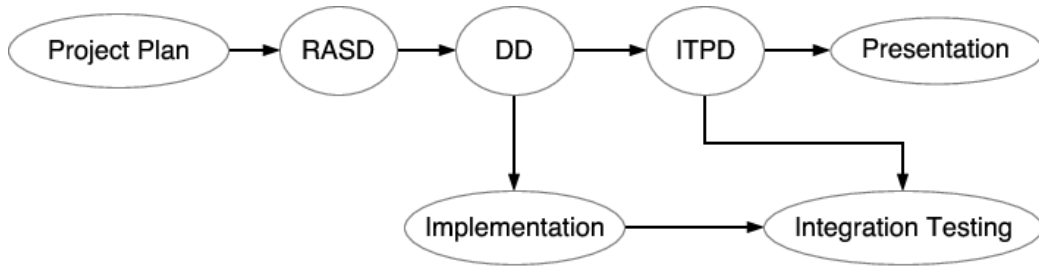 Project Plan
RASD
DD
ITPD
Presentation
Implementation
Integration Testing